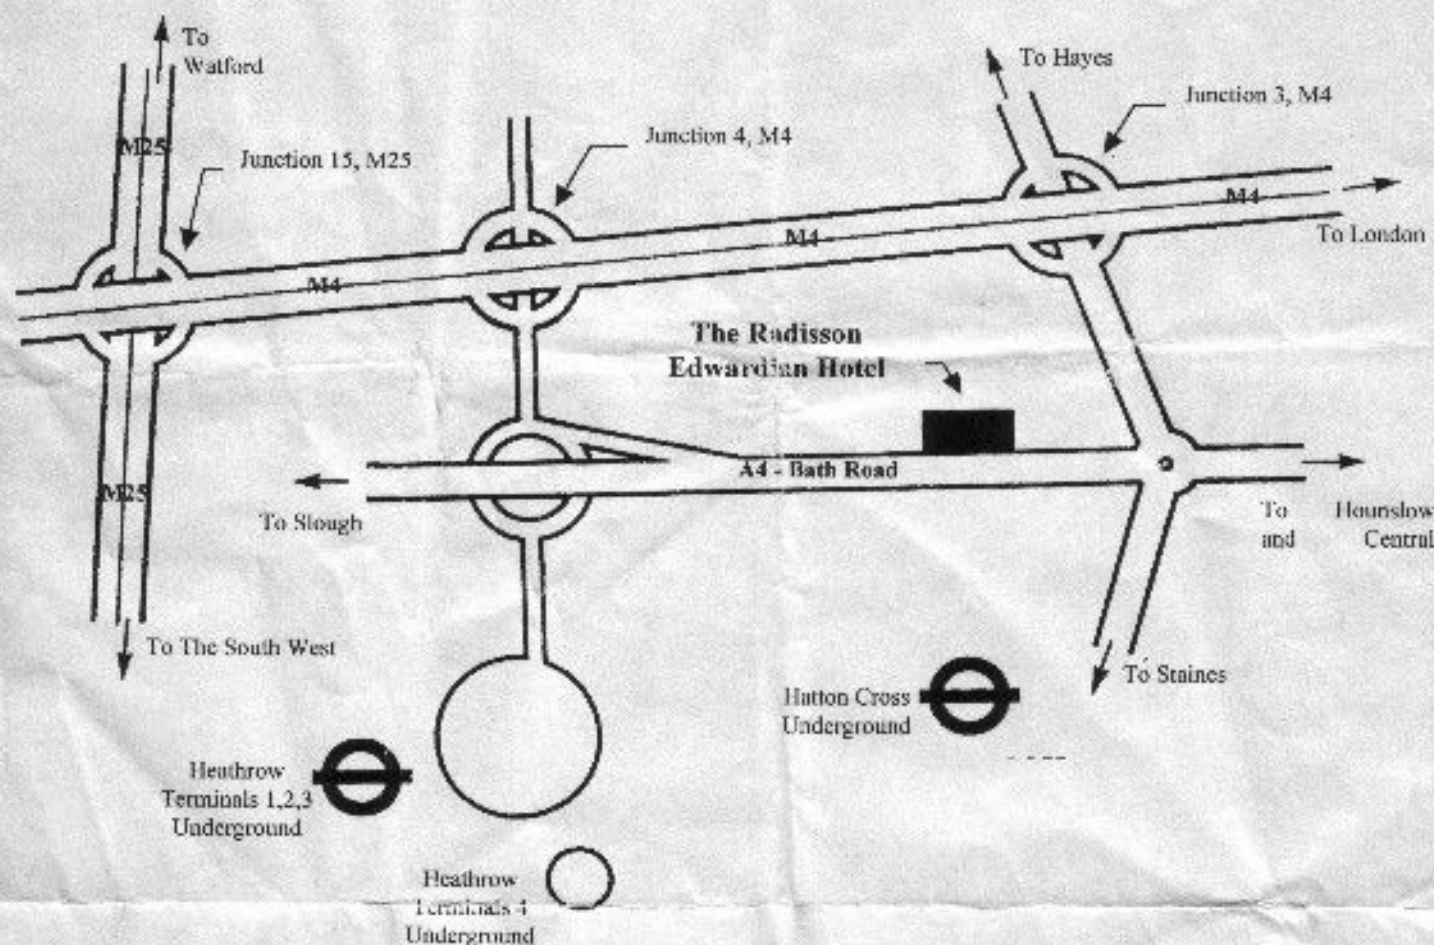 To
Watford
To Hayes
Junction 3, M4
Junction 4, M4
M25
Junction 15, M25
M4
M4
To London
M4
The Radisson
Edwardian Hotel
A4 - Bath Road
M25
To Slough
To Hounslow
and Central
To The South West
To Staines
Hatton Cross
Underground
Heathrow
Terminals 1,2,3
Underground
Heathrow
Terminals 4
Underground